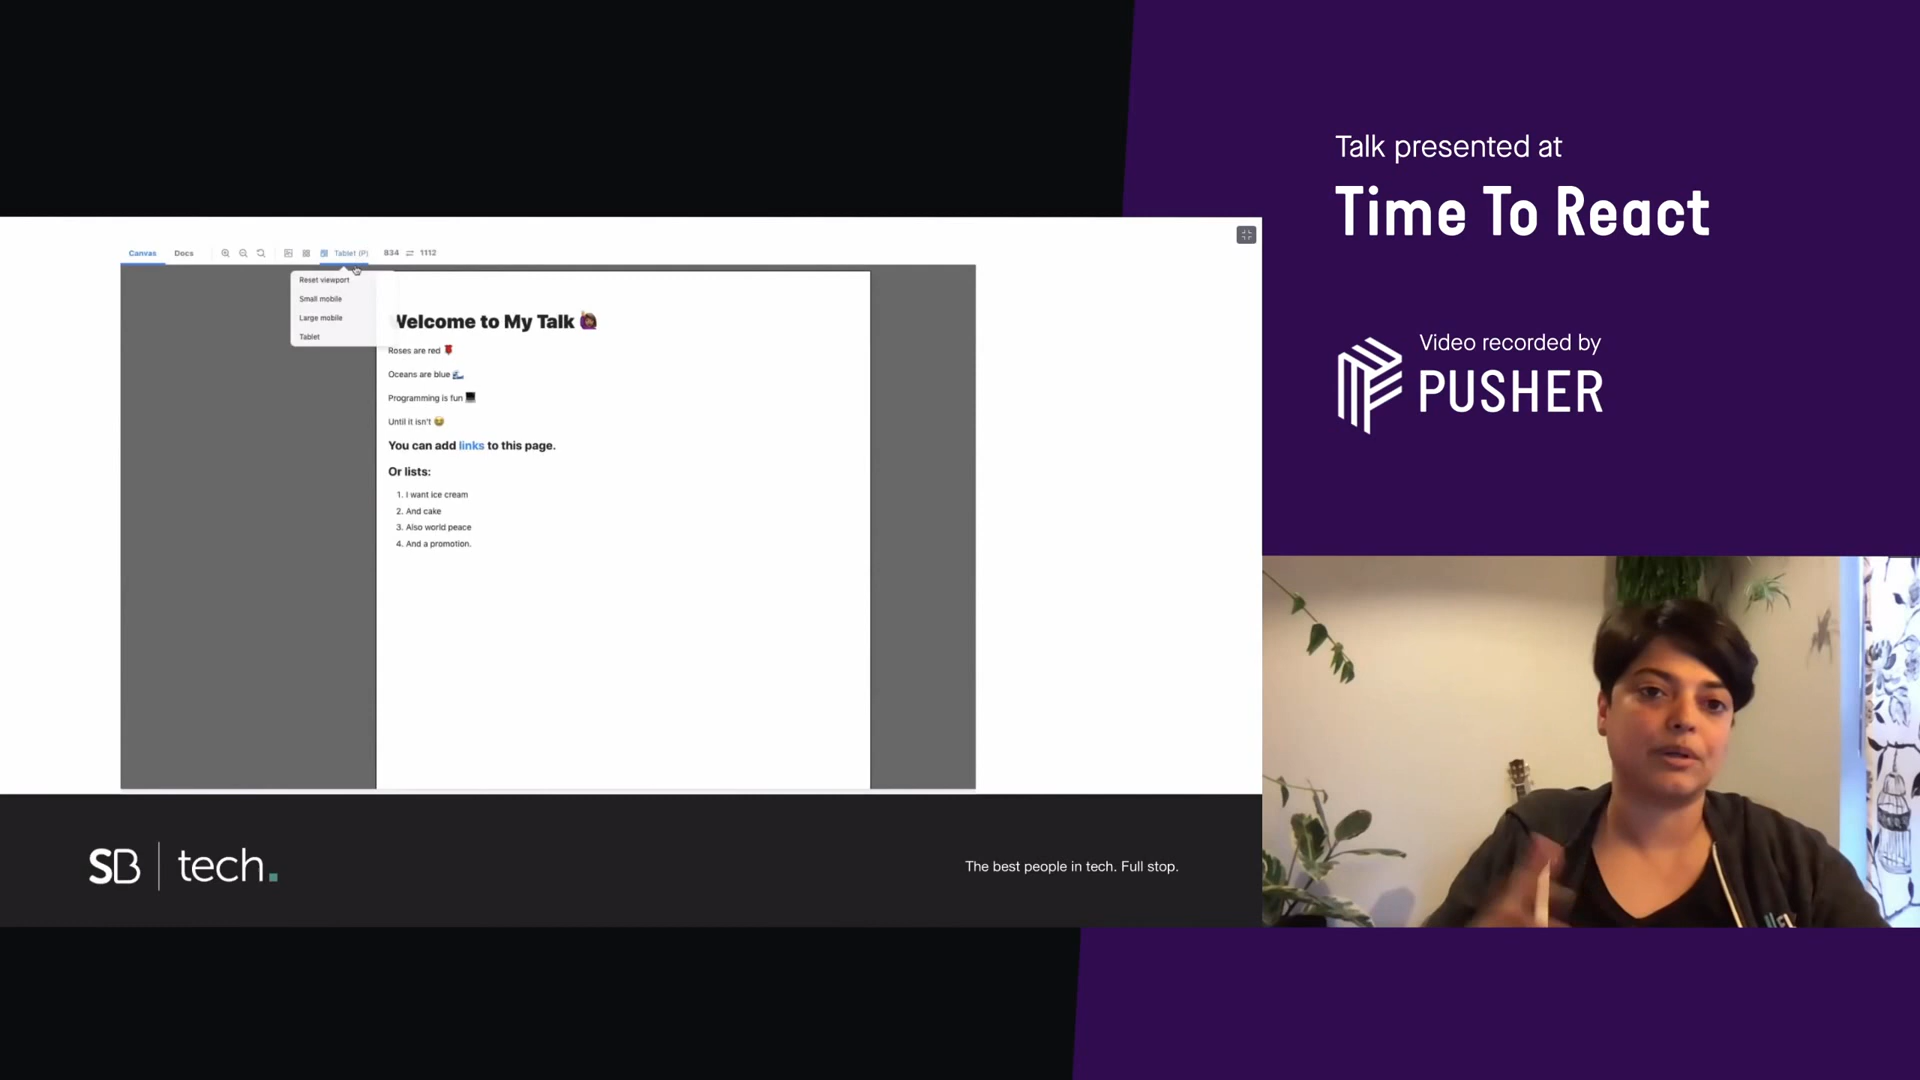 Talk presented at
Time To React
Video recorded by
PUSHER
Canvas Docs Tablet (P) 834 1112
Reset viewport
Small mobile
Large mobile
Tablet
Welcome to My Talk 🙋🏾‍♀️
Roses are red 🌹
Oceans are blue 🌊
Programming is fun 💻
Until it isn't 😂
You can add links to this page.
Or lists:
1. I want ice cream
2. And cake
3. Also world peace
4. And a promotion.
SB tech.
The best people in tech. Full stop.